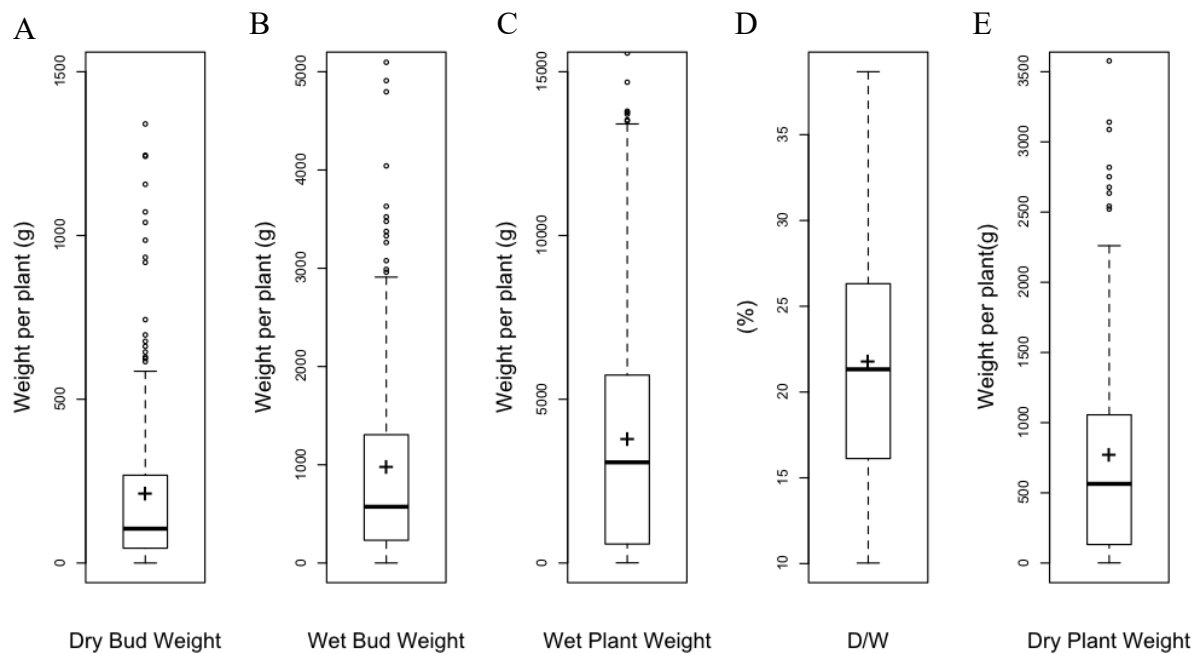 A
B
C
D
E
Weight per plant (g)
0
500
1000
1500
Dry Bud Weight
Weight per plant (g)
0
1000
2000
3000
4000
5000
Wet Bud Weight
Weight per plant (g)
0
5000
10000
15000
Wet Plant Weight
(%)
10
15
20
25
30
35
D/W
Weight per plant(g)
0
500
1000
1500
2000
2500
3000
3500
Dry Plant Weight